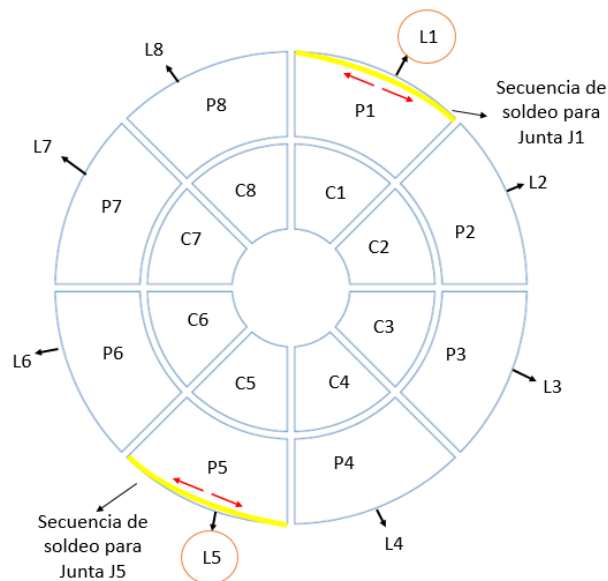 L1
L8
P8
P1
Secuencia de
soldeo para
Junta J1
L7
L2
C8
C1
P7
P2
C7
C2
C6
C3
P6
P3
L6
L3
C5
C4
P5
P4
Secuencia de
soldeo para
Junta J5
L5
L4